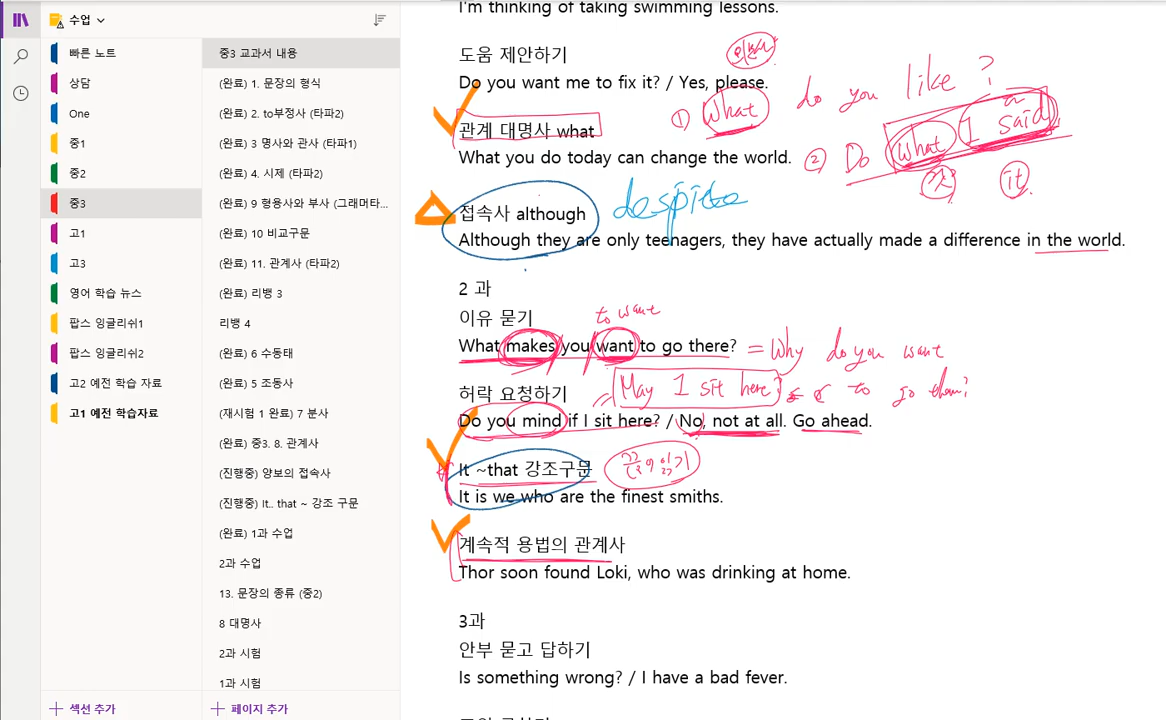 수업
빠른 노트
상담
One
중1
중2
중3
고1
고3
영어 학습 뉴스
팝스 잉글리쉬1
팝스 잉글리쉬2
고2 예전 학습 자료
고1 예전 학습자료
섹션 추가
중3 교과서 내용
(완료) 1. 문장의 형식
(완료) 2. to부정사 (타파2)
(완료) 3 명사와 관사 (타파1)
(완료) 4. 시제 (타파2)
(완료) 9 형용사와 부사 (그래머타...
(완료) 10 비교구문
(완료) 11. 관계사 (타파2)
(완료) 리뱅 3
리뱅 4
(완료) 6 수동태
(완료) 5 조동사
(재시험 1 완료) 7 분사
(완료) 중3. 8. 관계사
(진행중) 양보의 접속사
(진행중) It.. that ~ 강조 구문
(완료) 1과 수업
2과 수업
13. 문장의 종류 (중2)
8 대명사
2과 시험
1과 시험
페이지 추가
I'm thinking of taking swimming lessons.
도움 제안하기
Do you want me to fix it? / Yes, please.
① What do you like?
관계 대명사 what
What you do today can change the world.
② Do what I said
it
접속사 although
despite
Although they are only teenagers, they have actually made a difference in the world.
2 과
이유 묻기
to want
What makes you want to go there?
= Why do you want
to go there?
허락 요청하기
May I sit here?
Do you mind if I sit here? / No, not at all. Go ahead.
It ~that 강조구문
It is we who are the finest smiths.
계속적 용법의 관계사
Thor soon found Loki, who was drinking at home.
3과
안부 묻고 답하기
Is something wrong? / I have a bad fever.